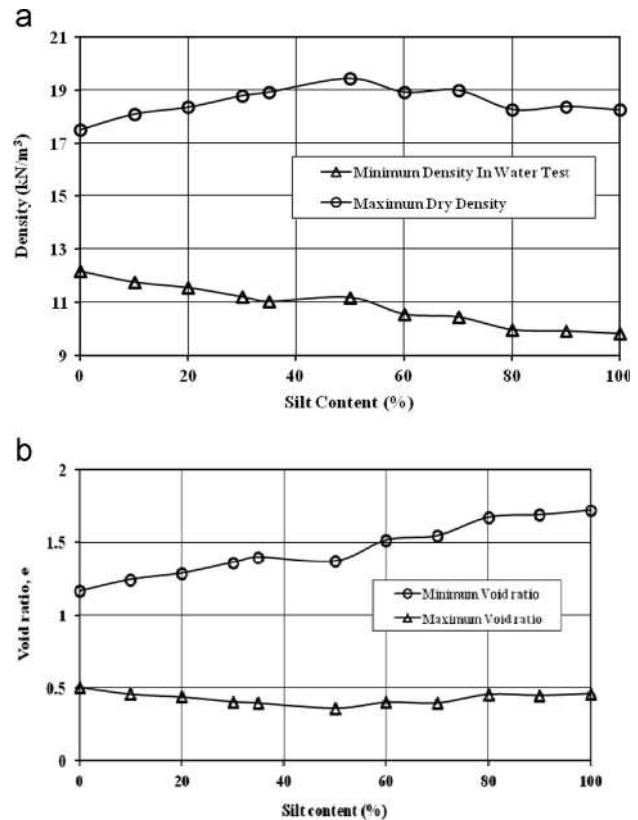 a
21
19
17
15
13
11
9
Density (kN/m³)
Minimum Density In Water Test
Maximum Dry Density
0 20 40 60 80 100
Silt Content (%)
b
2
1.5
1
0.5
0
Void ratio, e
Minimum Void ratio
Maximum Void ratio
0 20 40 60 80 100
Silt content (%)